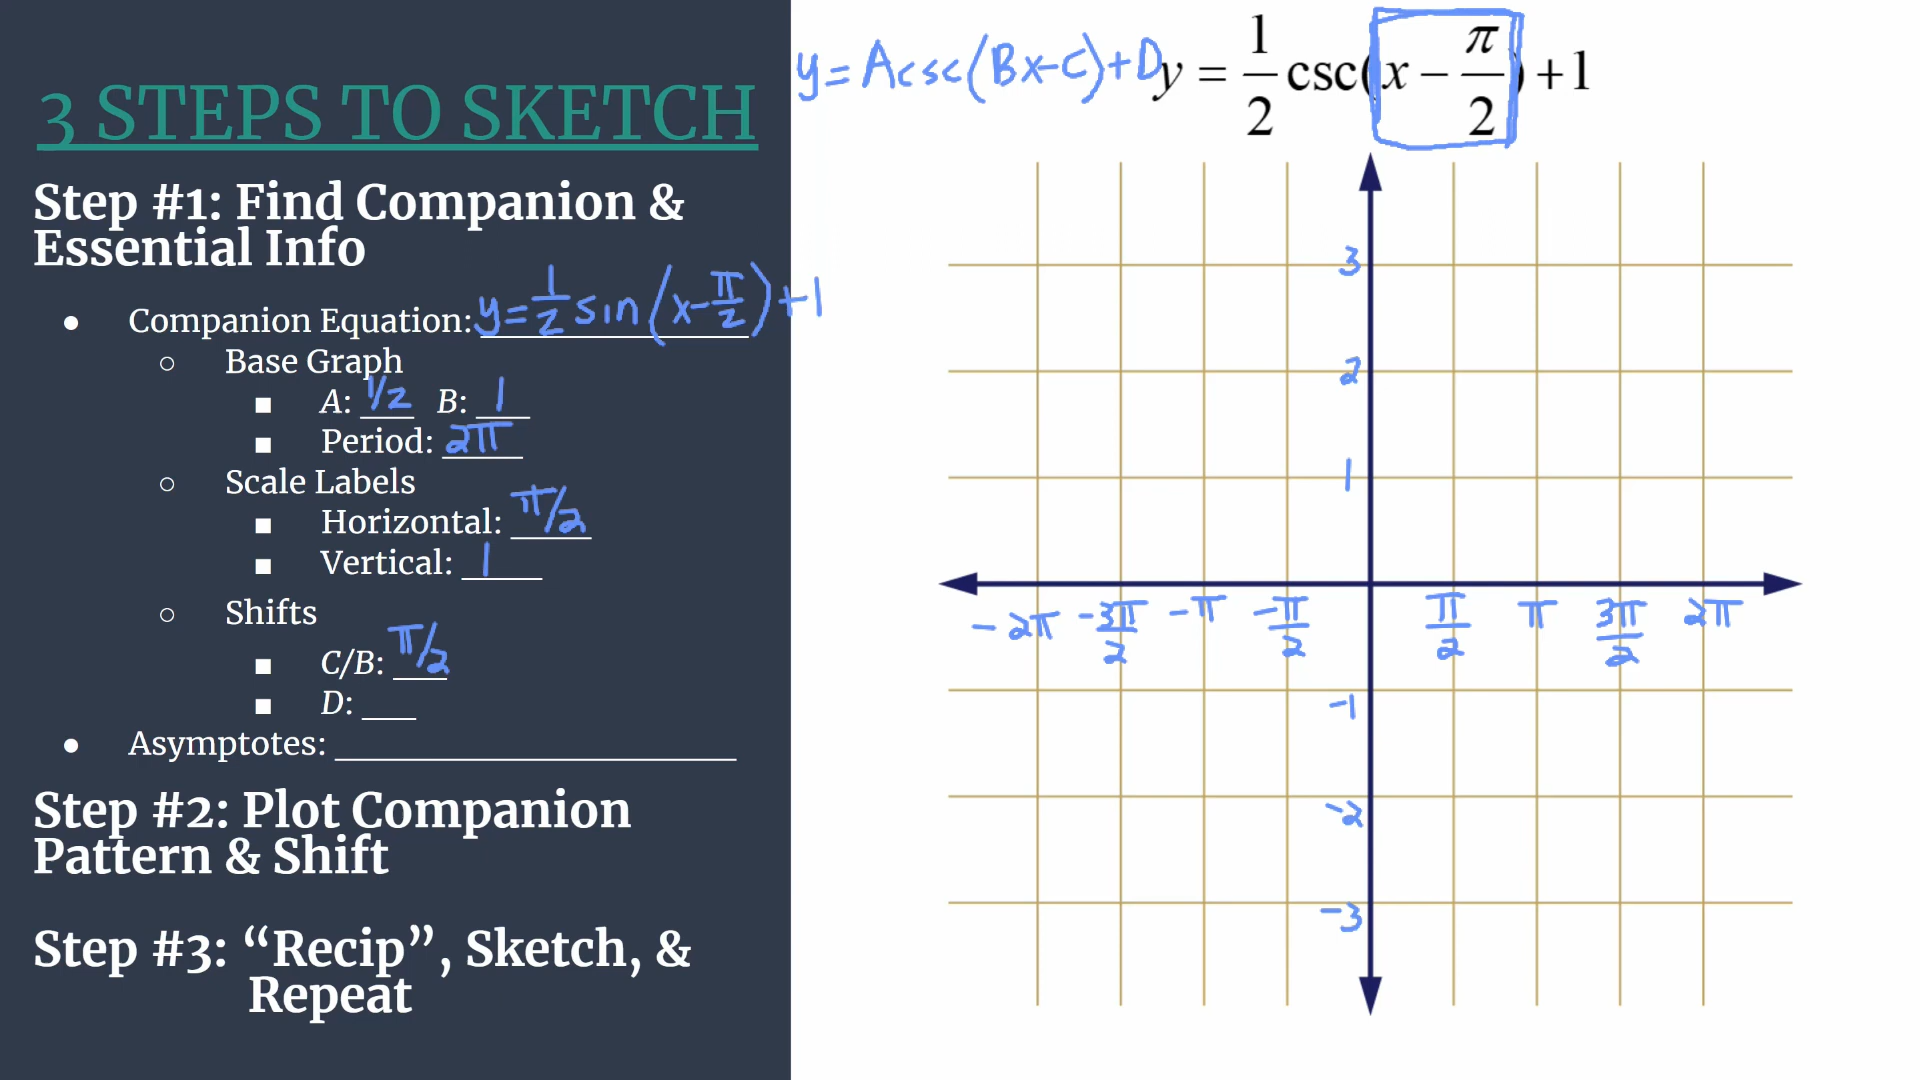 3 STEPS TO SKETCH
Step #1: Find Companion &
Essential Info
● Companion Equation: y=1/2 sin(x-π/2)+1
○ Base Graph
■ A: 1/2 B: 1
■ Period: 2π
○ Scale Labels
■ Horizontal: π/2
■ Vertical: 1
○ Shifts
■ C/B: π/2
■ D: ____
● Asymptotes: ____
Step #2: Plot Companion
Pattern & Shift
Step #3: “Recip”, Sketch, &
Repeat
y=Acsc(Bx-C)+D
y = 1/2 csc(x − π/2) + 1
3
2
1
-2π -3π/2 -π -π/2 π/2 π 3π/2 2π
-1
-2
-3